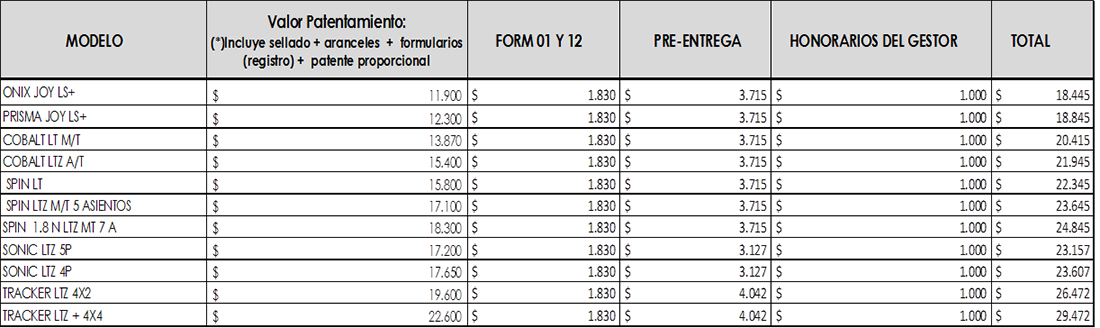 MODELO Valor Patentamiento: (*)Incluye sellado + aranceles + formularios (registro) + patente proporcional FORM 01 Y 12 PRE-ENTREGA HONORARIOS DEL GESTOR TOTAL
ONIX JOY LS+ $ 11.900 $ 1.830 $ 3.715 $ 1.000 $ 18.445
PRISMA JOY LS+ $ 12.300 $ 1.830 $ 3.715 $ 1.000 $ 18.845
COBALT LT M/T $ 13.870 $ 1.830 $ 3.715 $ 1.000 $ 20.415
COBALT LTZ A/T $ 15.400 $ 1.830 $ 3.715 $ 1.000 $ 21.945
SPIN LT $ 15.800 $ 1.830 $ 3.715 $ 1.000 $ 22.345
SPIN LTZ M/T 5 ASIENTOS $ 17.100 $ 1.830 $ 3.715 $ 1.000 $ 23.645
SPIN 1.8 N LTZ MT 7 A $ 18.300 $ 1.830 $ 3.715 $ 1.000 $ 24.845
SONIC LTZ 5P $ 17.200 $ 1.830 $ 3.127 $ 1.000 $ 23.157
SONIC LTZ 4P $ 17.650 $ 1.830 $ 3.127 $ 1.000 $ 23.607
TRACKER LTZ 4X2 $ 19.600 $ 1.830 $ 4.042 $ 1.000 $ 26.472
TRACKER LTZ + 4X4 $ 22.600 $ 1.830 $ 4.042 $ 1.000 $ 29.472